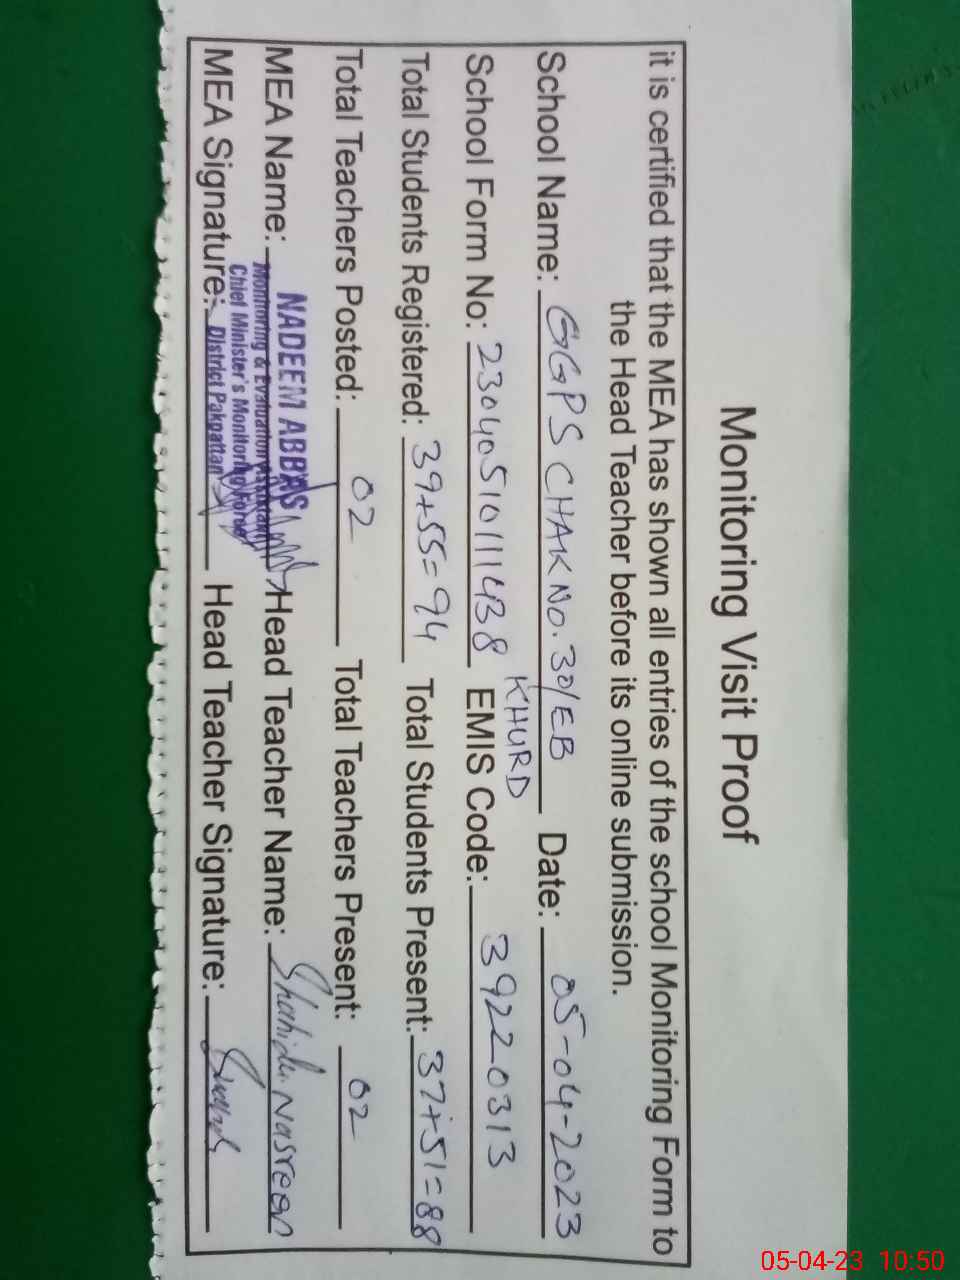 Monitoring Visit Proof
it is certified that the MEA has shown all entries of the school Monitoring Form to
the Head Teacher before its online submission.
School Name: GGPS CHAK NO. 30/EB Date: 05-04-2023
KHURD
School Form No: 230405101111438 EMIS Code: 39220313
Total Students Registered: 39+55=94 Total Students Present: 37+51=88
Total Teachers Posted: 02 Total Teachers Present: 02
MEA Name: NADEEM ABBAS Head Teacher Name: Shahida Nasreen
Monitoring & Evaluation Assistant
Chief Minister's Monitoring Force
MEA Signature: District Pakpattan Head Teacher Signature:
05-04-23 10:50